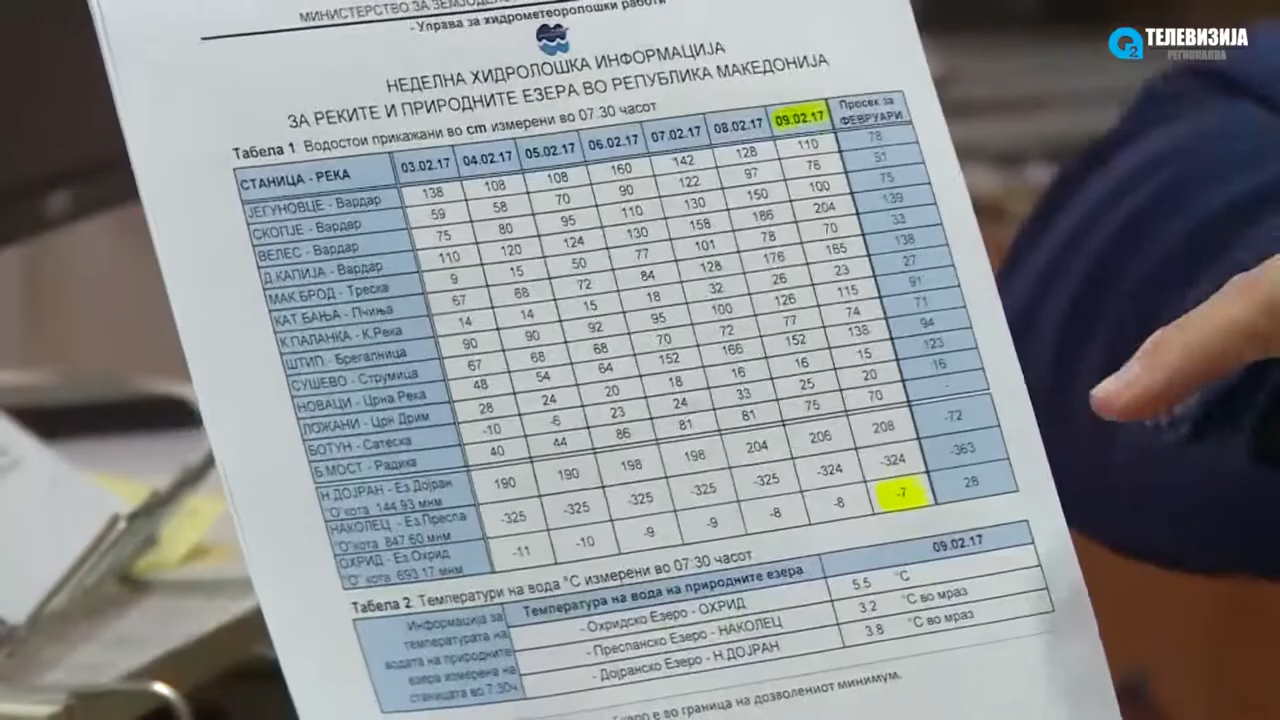 Q2 ТЕЛЕВИЗИЈА
РЕГИОНАЛНА
МИНИСТЕРСТВО ЗА
- Управа за хидрометеоролошки работи
НЕДЕЛНА ХИДРОЛОШКА ИНФОРМАЦИЈА
ЗА РЕКИТЕ И ПРИРОДНИТЕ ЕЗЕРА ВО РЕПУБЛИКА МАКЕДОНИЈА
Табела 1. Водостои прикажани во cm измерени во 07:30 часот
СТАНИЦА - РЕКА 03.02.17 04.02.17 05.02.17 06.02.17 07.02.17 08.02.17 09.02.17 Просек за ФЕВРУАРИ
ЈЕГУНОВЦЕ - Вардар 138 108 108 160 142 128 110 78
СКОПЈЕ - Вардар 59 58 70 90 122 97 76 51
ВЕЛЕС - Вардар 75 80 95 110 130 150 100 75
Д.КАПИЈА - Вардар 110 120 124 130 158 186 204 139
МАК.БРОД - Треска 9 15 50 77 101 78 70 33
КАТ.БАЊА - Пчиња 67 68 72 84 128 176 165 138
К.ПАЛАНКА - К.Река 14 14 15 18 32 26 23 27
ШТИП - Брегалница 90 90 92 95 100 126 115 91
СУШЕВО - Струмица 67 68 68 70 72 77 74 71
НОВАЦИ - Црна Река 48 54 64 152 166 152 138 94
ЛОЖАНИ - Црн Дрим 28 24 20 18 16 16 15 123
БОТУН - Сатеска -10 -6 23 24 33 25 20 16
Б.МОСТ - Радика 40 44 86 81 81 75 70 .
Н.ДОЈРАН - Ез.Дојран 190 190 198 198 204 206 208 -72
"О"кота 144.93 мнм
НАКОЛЕЦ - Ез.Преспа -325 -325 -325 -325 -325 -324 -324 -363
"О"кота 847.60 мнм
ОХРИД - Ез.Охрид -11 -10 -9 -9 -8 -8 -7 28
"О" кота 693.17 мнм
Табела 2. Температури на вода °C измерени во 07:30 часот
Информација за температурата на водата на природните езера измерена на станицата во 7.30ч
Температура на вода на природните езера 09.02.17
- Охридско Езеро - ОХРИД 5.5 °C
- Преспанско Езеро - НАКОЛЕЦ 3.2 °C во мраз
- Дојранско Езеро - Н.ДОЈРАН 3.8 °C во мраз
е во граница на дозволениот минимум.